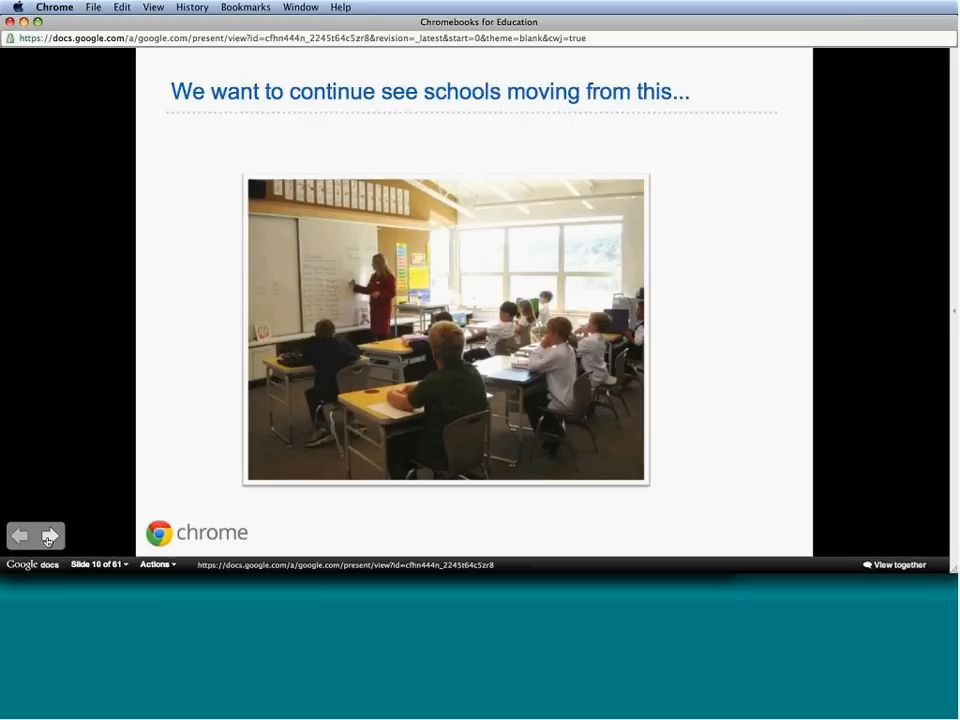 Chrome File Edit View History Bookmarks Window Help
Chromebooks for Education
https://docs.google.com/a/google.com/present/view?id=cfhn444n_2245t64c5zr8&revision=_latest&start=0&theme=blank&cwj=true
We want to continue see schools moving from this...
chrome
Google docs Slide 10 of 61 Actions https://docs.google.com/a/google.com/present/view?id=cfhn444n_2245t64c5zr8 View together